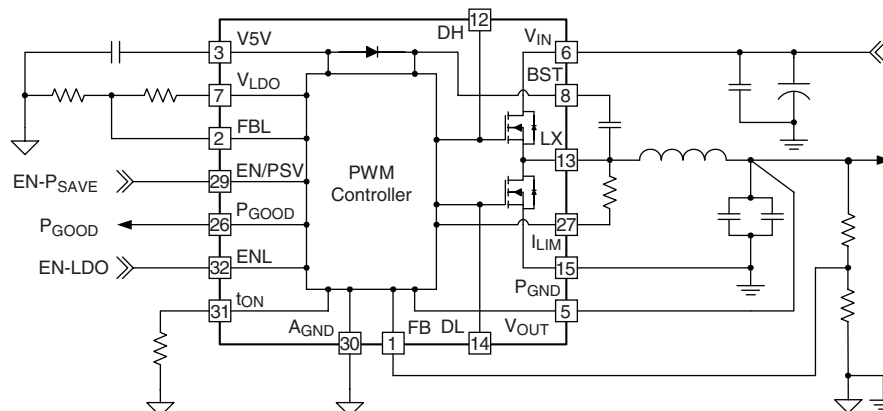 12
DH
VIN
6
3
V5V
BST
7
VLDO
8
2
FBL
LX
13
PWM
Controller
EN-PSAVE
29
EN/PSV
PGOOD
26
PGOOD
27
ILIM
EN-LDO
32
ENL
15
PGND
31
tON
5
VOUT
AGND
30
FB
1
DL
14